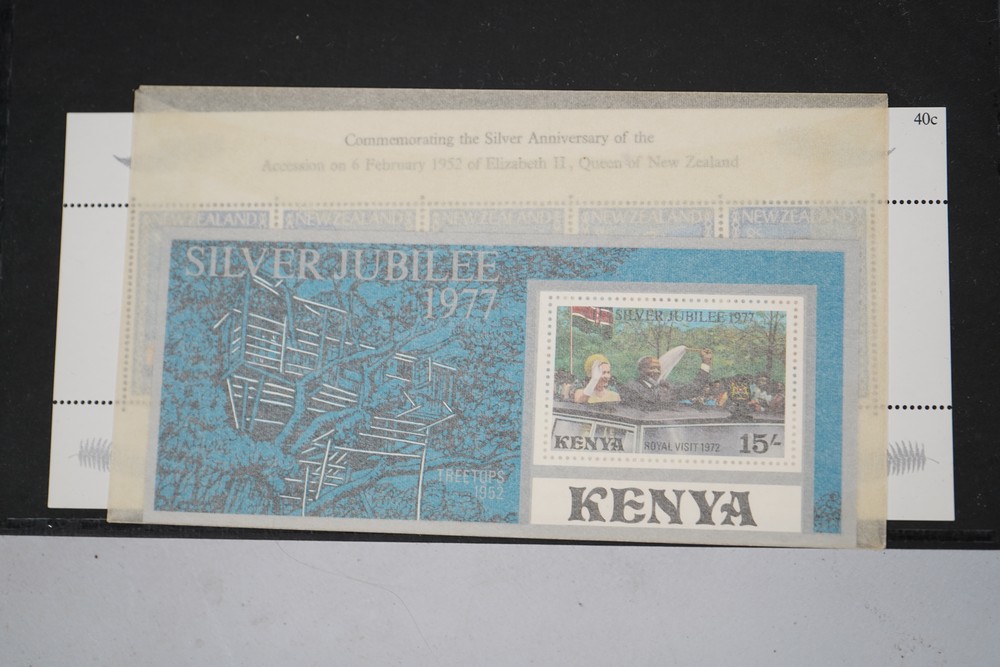 40c
Commemorating the Silver Anniversary of the
Accession on 6 February 1952 of Elizabeth II, Queen of New Zealand
NEW ZEALAND NEW ZEALAND NEW ZEALAND NEW ZEALAND NEW ZEALAND
SILVER JUBILEE
1977
TREETOPS
1952
SILVER JUBILEE 1977
KENYA ROYAL VISIT 1972 15/-
KENYA